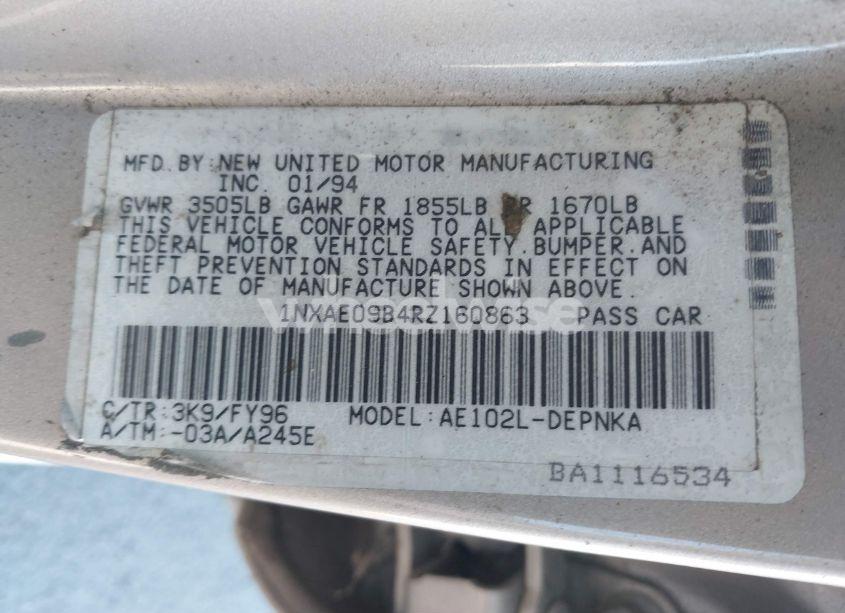 MFD. BY: NEW UNITED MOTOR MANUFACTURING
INC. 01/94
GVWR 3505LB GAWR FR 1855LB RR 1670LB
THIS VEHICLE CONFORMS TO ALL APPLICABLE
FEDERAL MOTOR VEHICLE SAFETY.BUMPER.AND
THEFT PREVENTION STANDARDS IN EFFECT ON
THE DATE OF MANUFACTURE SHOWN ABOVE.
1NXAE09B4RZ160863 PASS CAR
C/TR:3K9/FY96 MODEL:AE102L-DEPNKA
A/TM:-03A/A245E
BA1116534